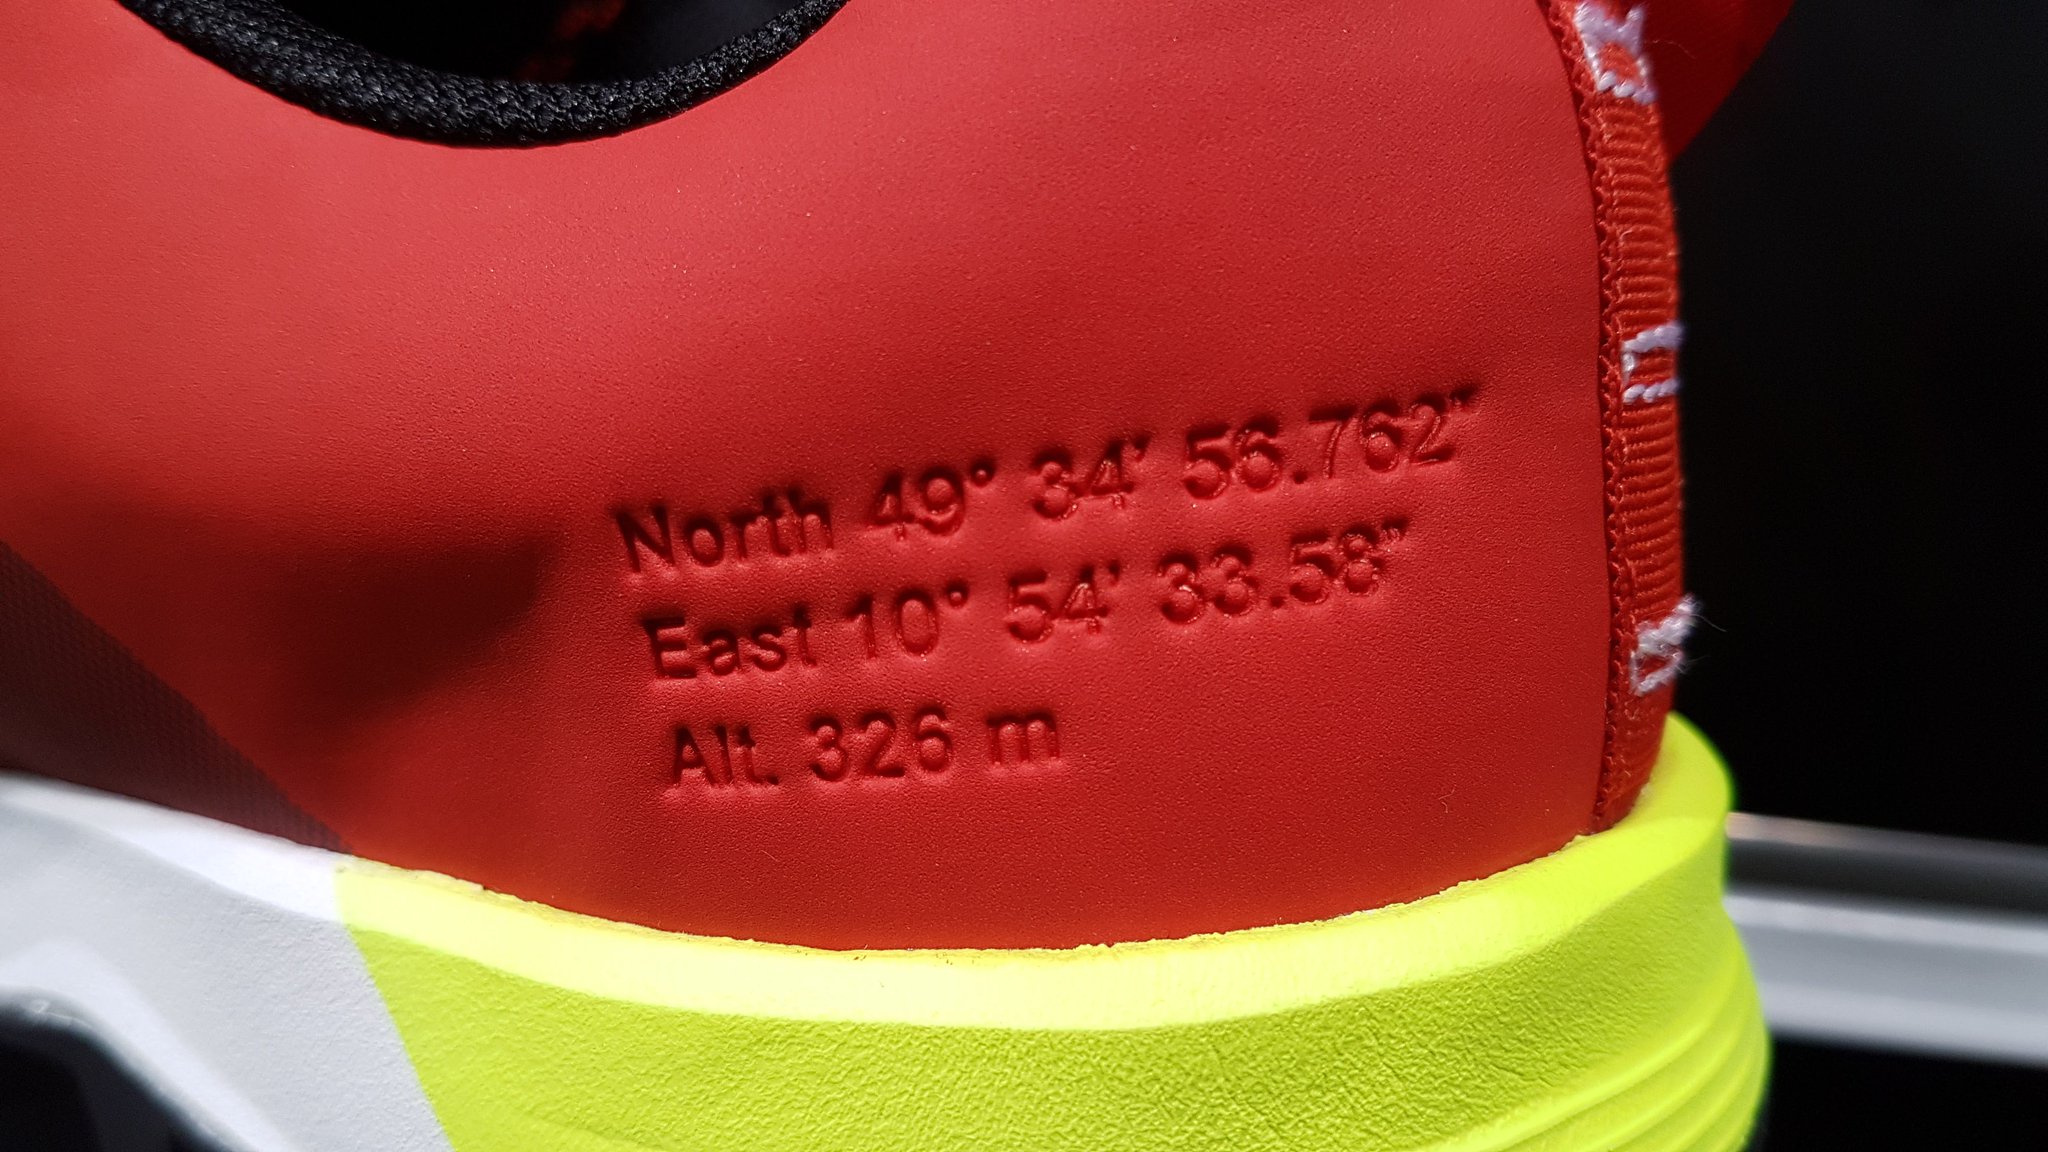 North 49° 34’ 56.762”
East 10° 54’ 33.58”
Alt. 326 m